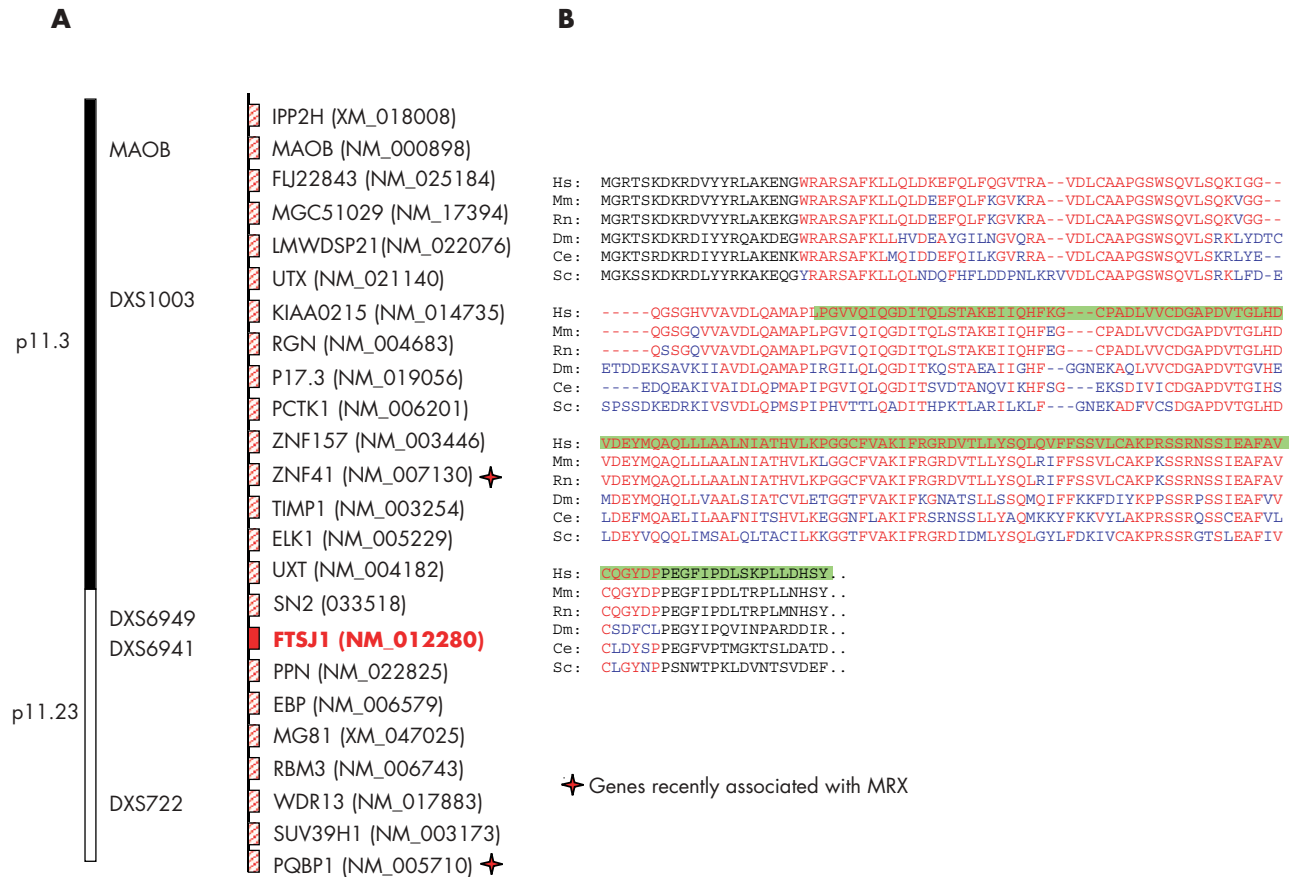 A
B
IPP2H (XM_018008)
MAOB
MAOB (NM_000898)
FLJ22843 (NM_025184)
MGC51029 (NM_17394)
LMWDSP21(NM_022076)
UTX (NM_021140)
DXS1003
KIAA0215 (NM_014735)
p11.3
RGN (NM_004683)
P17.3 (NM_019056)
PCTK1 (NM_006201)
ZNF157 (NM_003446)
ZNF41 (NM_007130)
TIMP1 (NM_003254)
ELK1 (NM_005229)
UXT (NM_004182)
SN2 (033518)
DXS6949
FTSJ1 (NM_012280)
DXS6941
PPN (NM_022825)
EBP (NM_006579)
p11.23
MG81 (XM_047025)
RBM3 (NM_006743)
WDR13 (NM_017883)
DXS722
SUV39H1 (NM_003173)
PQBP1 (NM_005710)
Hs: MGRTSKDKRDVYYRLAKENGWRARSAFKLLQLDKEFQLFQGVTRA--VDLCAAPGSWSQVLSQKIGG--
Mm: MGRTSKDKRDVYYRLAKENGWRARSAFKLLQLDEEFQLFKGVKRA--VDLCAAPGSWSQVLSQKVGG--
Rn: MGRTSKDKRDVYYRLAKEKGWRARSAFKLLQLDEEFQLFKGVKRA--VDLCAAPGSWSQVLSQKVGG--
Dm: MGKTSKDKRDIYYRQAKDEGWRARSAFKLLHVDEAYGILNGVQRA--VDLCAAPGSWSQVLSRKLYDTC
Ce: MGKTSRDKRDIYYRLAKENKWRARSAFKLMQIDDEFQILKGVRRA--VDLCAAPGSWSQVLSKRLYE--
Sc: MGKSSKDKRDLYYRKAKEQGYRARSAFKLLQLNDQFHFLDDPNLKRVVDLCAAPGSWSQVLSRKLFD-E
Hs: -----QGSGHVVAVDLQAMAPLPGVVQIQGDITQLSTAKEIIQHFKG---CPADLVVCDGAPDVTGLHD
Mm: -----QGSGQVVAVDLQAMAPLPGVIQIQGDITQLSTAKEIIQHFEG---CPADLVVCDGAPDVTGLHD
Rn: -----QSSGQVVAVDLQAMAPLPGVIQIQGDITQLSTAKEIIQHFEG---CPADLVVCDGAPDVTGLHD
Dm: ETDDEKSAVKIIAVDLQAMAPIRGILQLQGDITKQSTAEAIIGHF-GGNEKAQLVVCDGAPDVTGVHE
Ce: ----EDQEAKIVAIDLQPMAPIPGVIQLQGDITSVDTANQVIKHFSG---EKSDIVICDGAPDVTGIHS
Sc: SPSSDKEDRKIVSVDLQPMSPIPHVTTLQADITHPKTLARILKLF---GNEKADFVCSDGAPDVTGLHD
Hs: VDEYMQAQLLLAALNIATHVLKPGGCFVAKIFRGRDVTLLYSQLQVFFSSVLCAKPRSSRNSSIEAFAV
Mm: VDEYMQAQLLLAALNIATHVLKLGGCFVAKIFRGRDVTLLYSQLRIFFSSVLCAKPKSSRNSSIEAFAV
Rn: VDEYMQAQLLLAALNIATHVLKPGGCFVAKIFRGRDVTLLYSQLRIFFSSVLCAKPRSSRNSSIEAFAV
Dm: MDEYMQHQLLVAALSIATCVLETGGTFVAKIFKGNATSLLSSQMQIFFKKFDIYKPPSSRPSSIEAFVV
Ce: LDEFMQAELILAAFNITSHVLKEGGNFLAKIFRSRNSSLLYAQMKKYFKKVYLAKPRSSRQSSCEAFVL
Sc: LDEYVQQQLIMSALQLTACILKKGGTFVAKIFRGRDIDMLYSQLGYLFDKIVCAKPRSSRGTSLEAFIV
Hs: CQGYDPPEGFIPDLSKPLLDHSY..
Mm: CQGYDPPEGFIPDLTRPLLNHSY..
Rn: CQGYDPPEGFIPDLTRPLMNHSY..
Dm: CSDFCLPEGYIPQVINPARDDIR..
Ce: CLDYSPPEGFVPTMGKTSLDATD..
Sc: CLGYNPPSNWTPKLDVNTSVDEF..
Genes recently associated with MRX